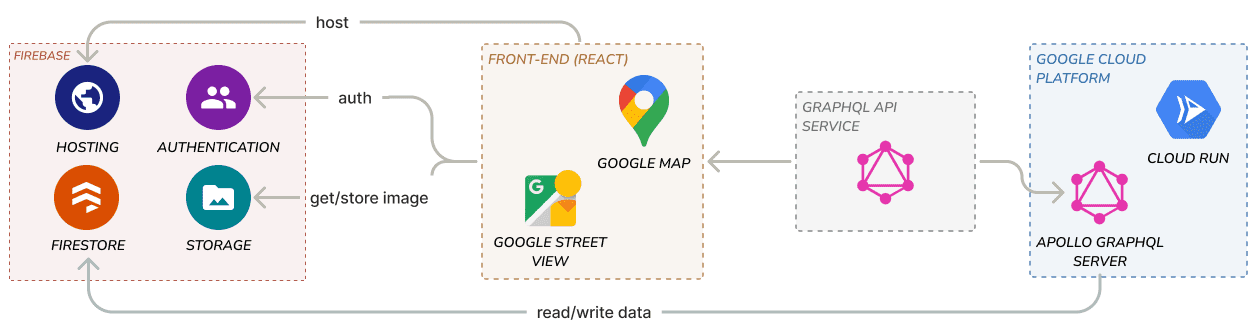 host
FIREBASE
HOSTING
AUTHENTICATION
FIRESTORE
STORAGE
auth
get/store image
FRONT-END (REACT)
GOOGLE MAP
G
GOOGLE STREET
VIEW
GRAPHQL API
SERVICE
GOOGLE CLOUD
PLATFORM
CLOUD RUN
APOLLO GRAPHQL
SERVER
read/write data